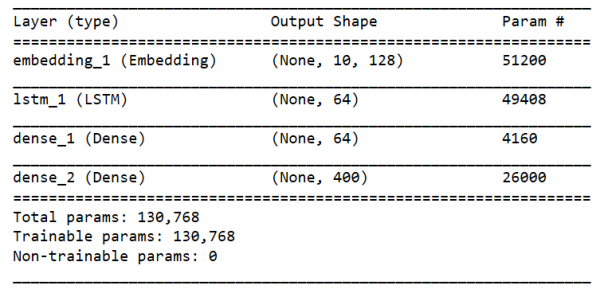 Layer (type) Output Shape Param #
=================================================================
embedding_1 (Embedding) (None, 10, 128) 51200
lstm_1 (LSTM) (None, 64) 49408
dense_1 (Dense) (None, 64) 4160
dense_2 (Dense) (None, 400) 26000
=================================================================
Total params: 130,768
Trainable params: 130,768
Non-trainable params: 0